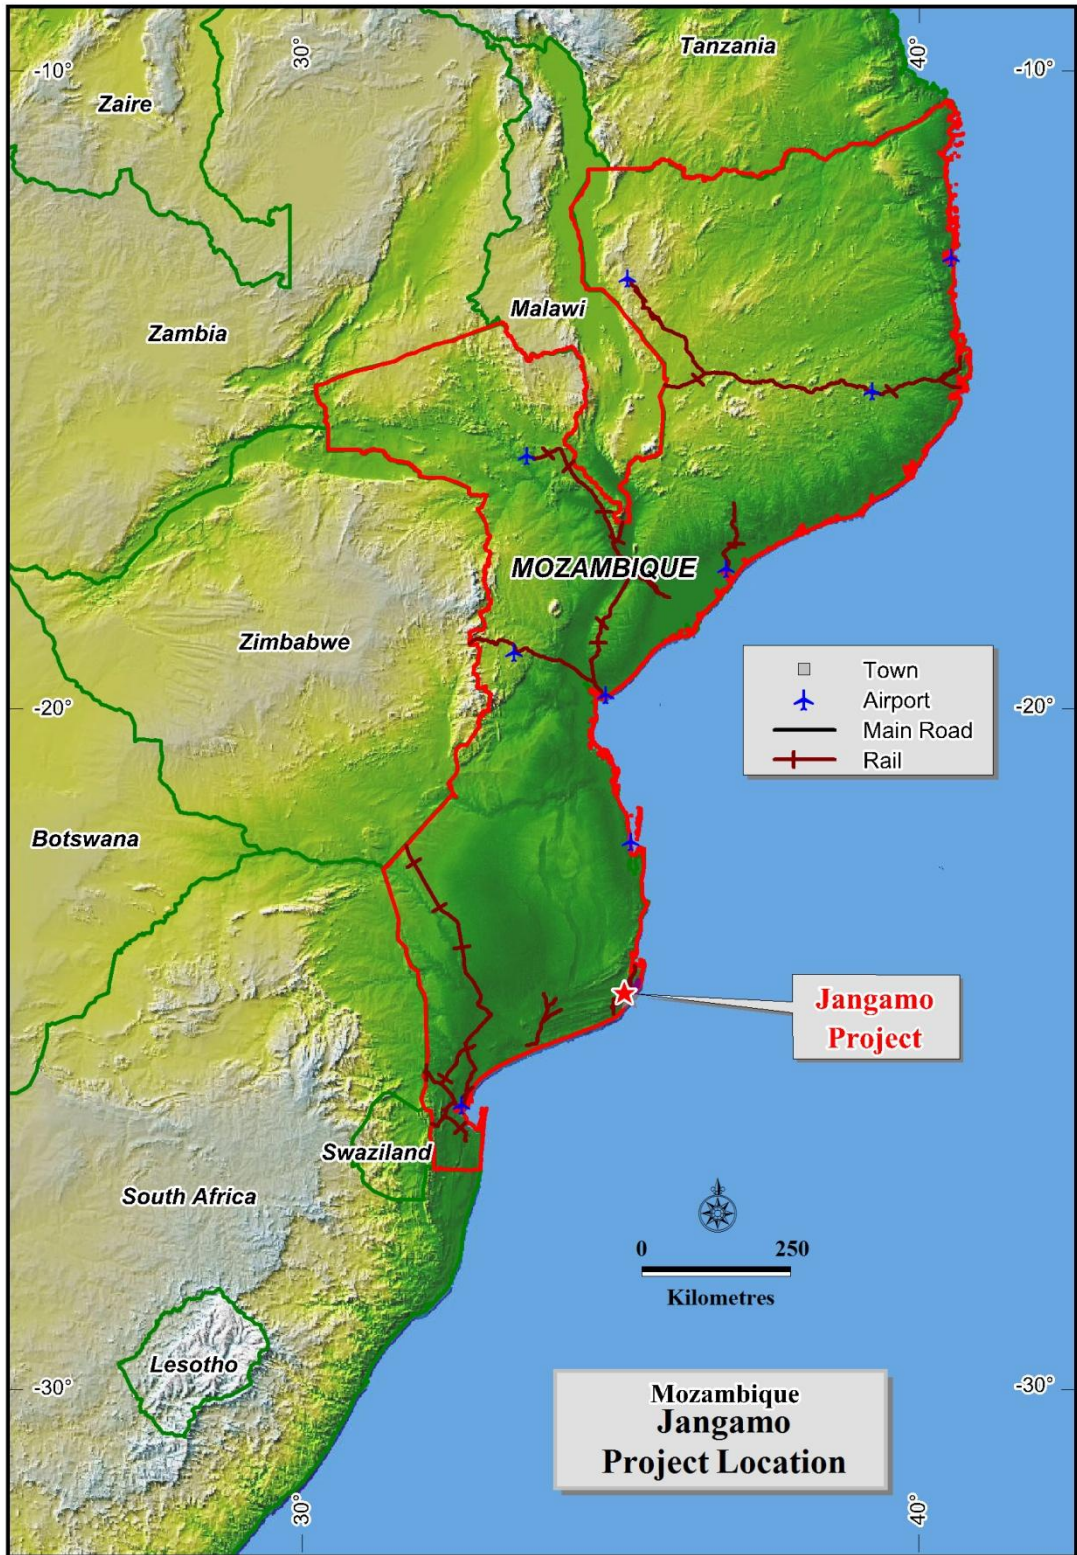 30°
40°
Tanzania
-10°
-10°
Zaire
Malawi
Zambia
MOZAMBIQUE
Zimbabwe
Town
Airport
Main Road
Rail
-20°
-20°
Botswana
Jangamo
Project
Swaziland
South Africa
0 250
Kilometres
Lesotho
-30°
-30°
Mozambique
Jangamo
Project Location
30°
40°